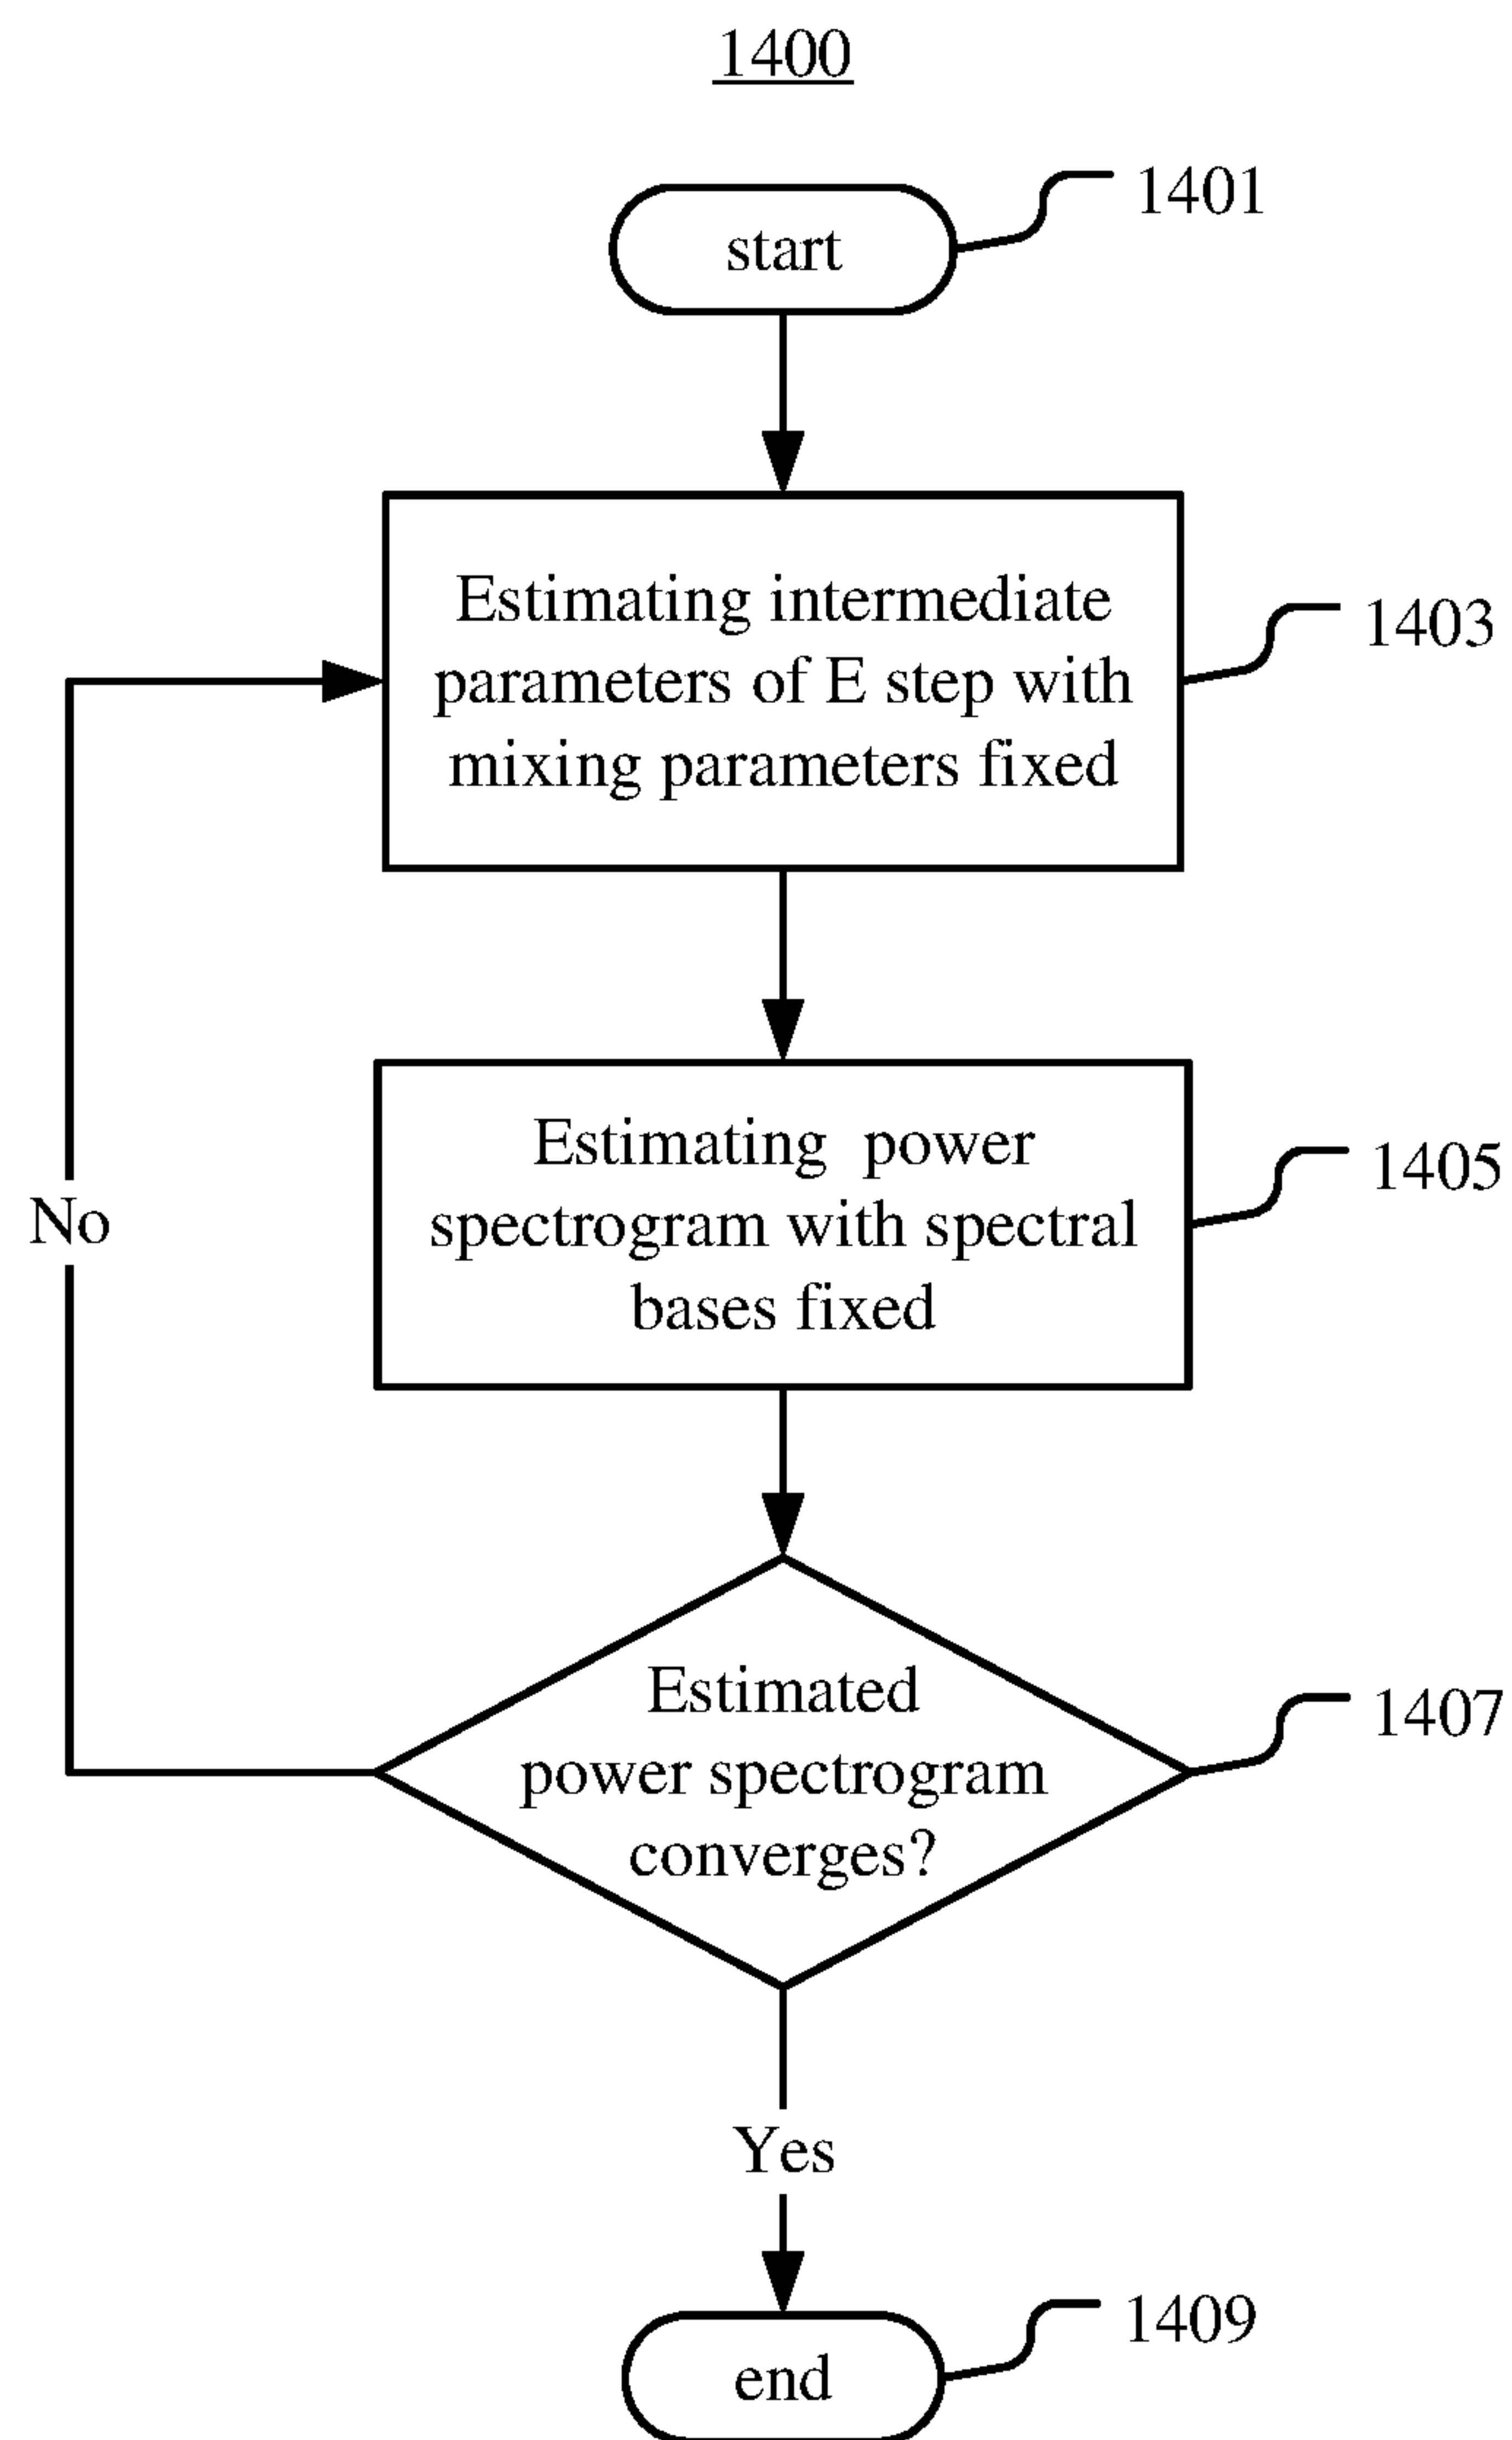 1400
start
1401
Estimating intermediate
parameters of E step with
mixing parameters fixed
1403
Estimating power
spectrogram with spectral
bases fixed
1405
No
Estimated
power spectrogram
converges?
1407
Yes
end
1409